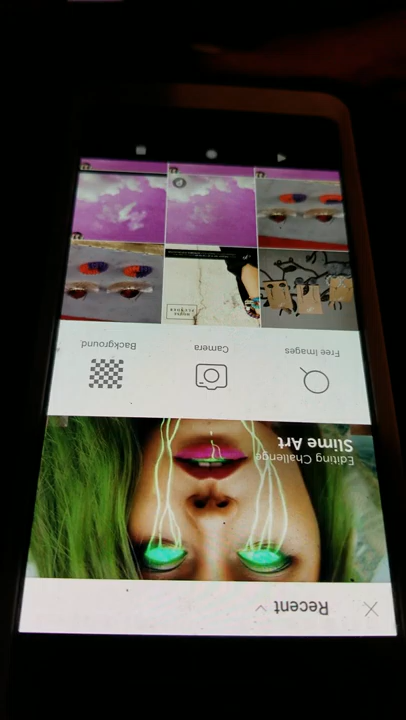 Recent
Editing Challenge
Slime Art
Free Images
Camera
Background.